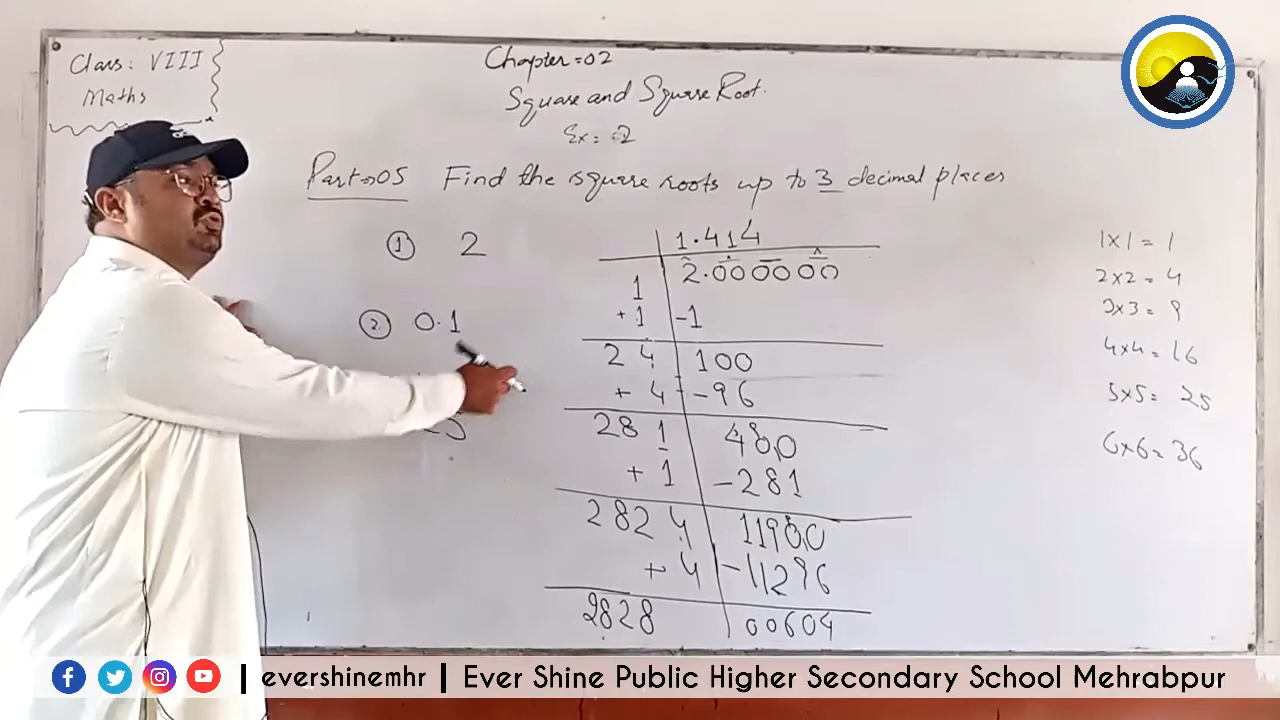 Class: VIII
Maths
Chapter=02
Square and Square Root.
Ex=-2
Part→05 Find the square roots up to 3 decimal places
① 2
② 0.1
1.414
2.000000
1
+1 -1
24 100
+ 4 -96
281 4800
+ 1 -281
2824 11900
+ 4 -11296
2828 00604
1x1 = 1
2x2 = 4
3x3 = 9
4x4 = 16
5x5 = 25
6x6 = 36
| evershinemhr | Ever Shine Public Higher Secondary School Mehrabpur